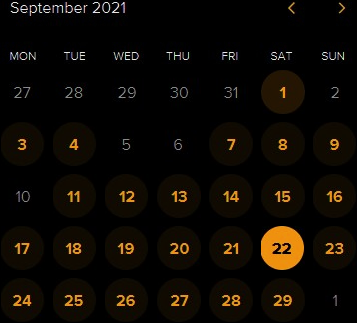 September 2021
MON TUE WED THU FRI SAT SUN
27 28 29 30 31 1 2
3 4 5 6 7 8 9
10 11 12 13 14 15 16
17 18 19 20 21 22 23
24 25 26 27 28 29 1